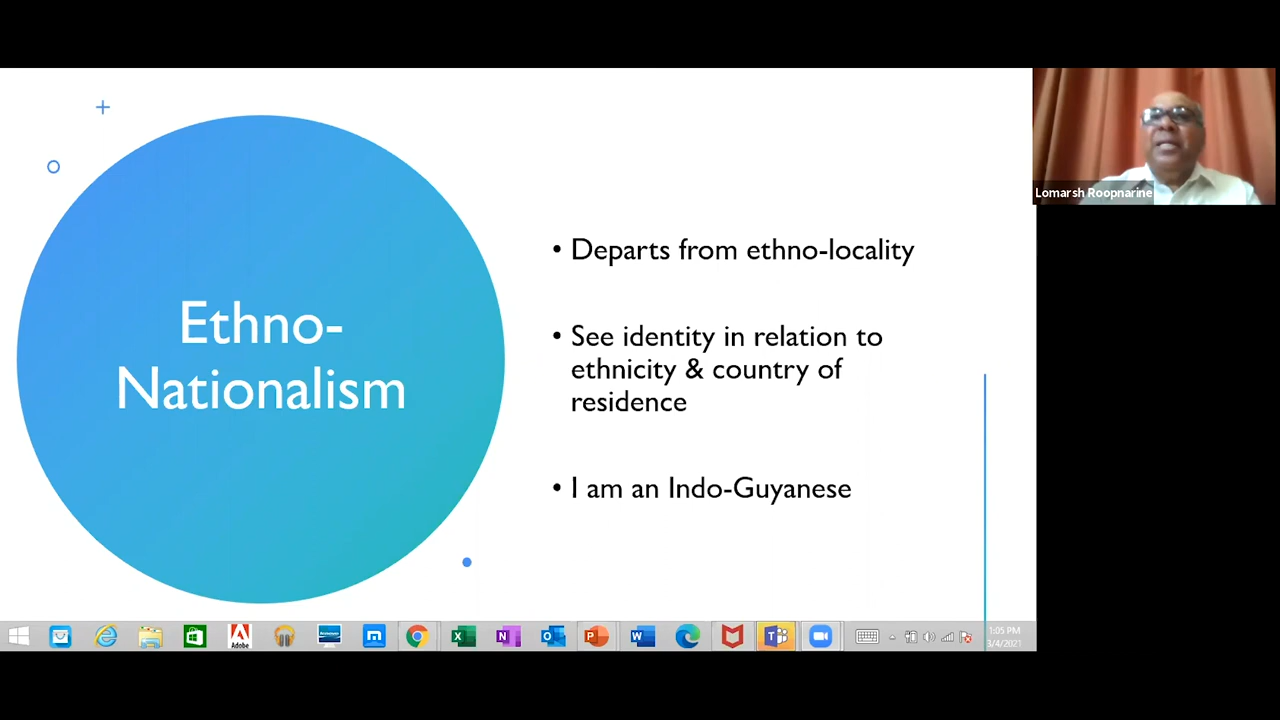 Ethno-
Nationalism
• Departs from ethno-locality
• See identity in relation to
ethnicity & country of
residence
• I am an Indo-Guyanese
Lomarsh Roopnarine
Adobe
1:05 PM
3/4/2021